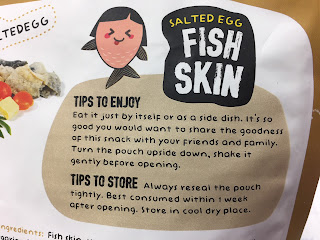 LTEDEGG
SALTED EGG
FISH
SKIN
TIPS TO ENJOY
Eat it just by itself or as a side dish. It's so
good you would want to share the goodness
of this snack with your friends and family.
Turn the pouch upside down, shake it
gently before opening.
TIPS TO STORE Always reseal the pouch
tightly. Best consumed within 1 week
after opening. Store in cool dry place.
ngredients: Fish skin,